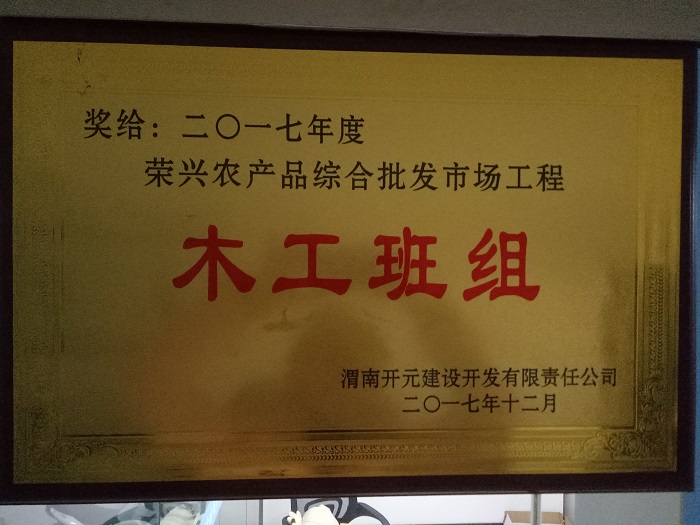 奖给：二〇一七年度
荣兴农产品综合批发市场工程
木工班组
渭南开元建设开发有限责任公司
二〇一七年十二月